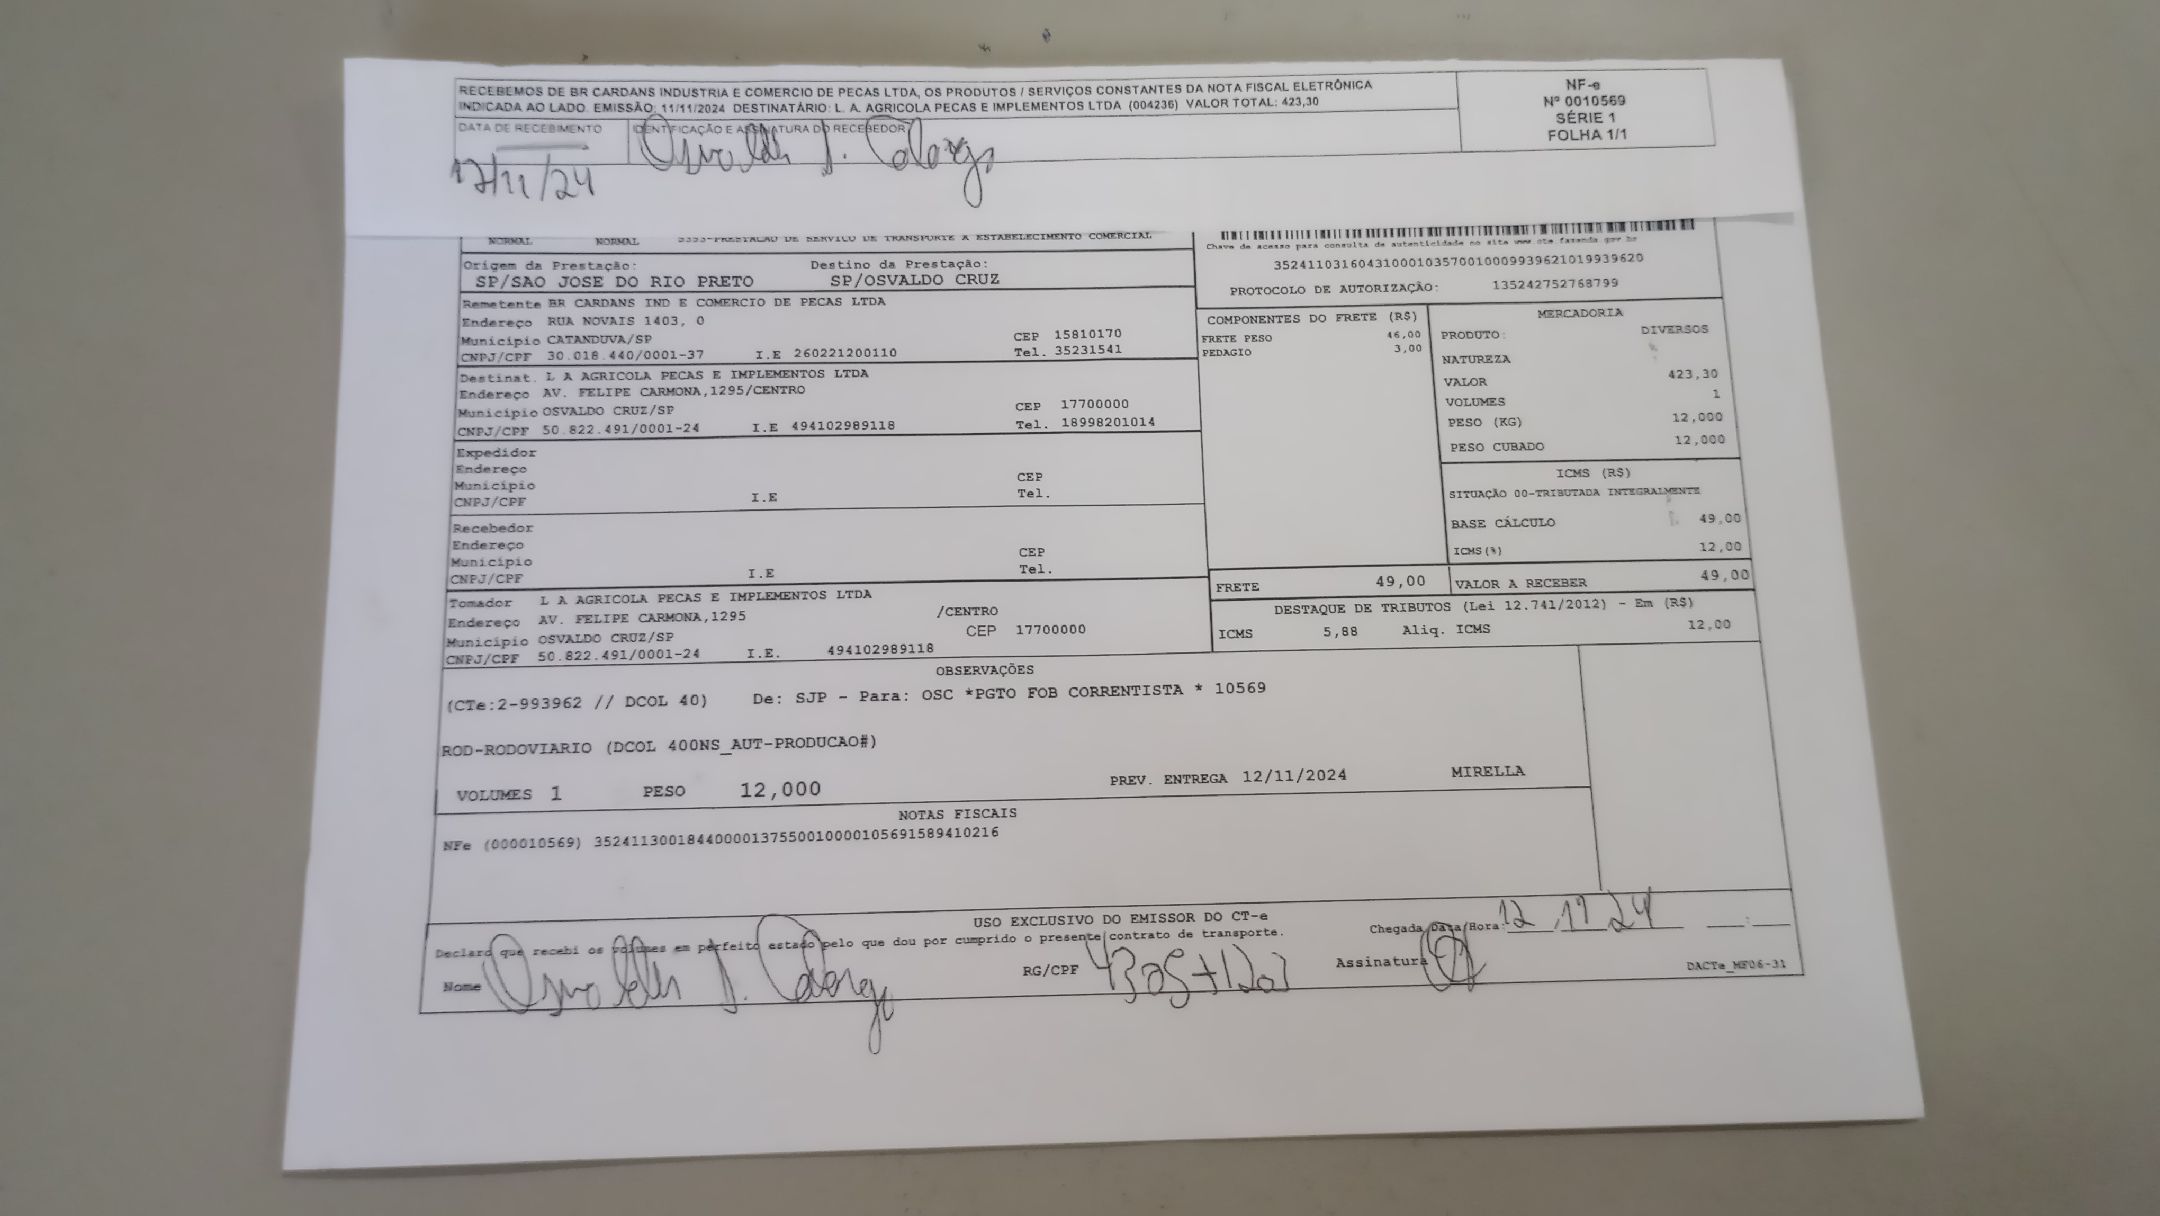 RECEBEMOS DE BR CARDANS INDUSTRIA E COMERCIO DE PECAS LTDA, OS PRODUTOS / SERVIÇOS CONSTANTES DA NOTA FISCAL ELETRÔNICA
INDICADA AO LADO. EMISSÃO: 11/11/2024 DESTINATÁRIO: L. A. AGRICOLA PECAS E IMPLEMENTOS LTDA (004236) VALOR TOTAL: 423,30
NF-e
Nº 0010569
SÉRIE 1
FOLHA 1/1
DATA DE RECEBIMENTO
IDENTIFICAÇÃO E ASSINATURA DO RECEBEDOR
12/11/24
NORMAL NORMAL 5353-PRESTACAO DE SERVICO DE TRANSPORTE A ESTABELECIMENTO COMERCIAL
Chave de acesso para consulta de autenticidade no site www.cte.fazenda.gov.br
35241103160431000103570010009939621019939620
PROTOCOLO DE AUTORIZAÇÃO: 135242752768799
Origem da Prestação: Destino da Prestação:
SP/SAO JOSE DO RIO PRETO SP/OSVALDO CRUZ
Remetente BR CARDANS IND E COMERCIO DE PECAS LTDA
Endereço RUA NOVAIS 1403, 0
Município CATANDUVA/SP CEP 15810170
CNPJ/CPF 30.018.440/0001-37 I.E 260221200110 Tel. 35231541
Destinat. L A AGRICOLA PECAS E IMPLEMENTOS LTDA
Endereço AV. FELIPE CARMONA,1295/CENTRO
Município OSVALDO CRUZ/SP CEP 17700000
CNPJ/CPF 50.822.491/0001-24 I.E 494102989118 Tel. 18998201014
Expedidor
Endereço
Município CEP
CNPJ/CPF I.E Tel.
Recebedor
Endereço
Município CEP
CNPJ/CPF I.E Tel.
Tomador L A AGRICOLA PECAS E IMPLEMENTOS LTDA
Endereço AV. FELIPE CARMONA,1295 /CENTRO
Município OSVALDO CRUZ/SP CEP 17700000
CNPJ/CPF 50.822.491/0001-24 I.E. 494102989118
COMPONENTES DO FRETE (R$)
FRETE PESO 46,00
PEDAGIO 3,00
MERCADORIA
PRODUTO: DIVERSOS
NATUREZA
VALOR 423,30
VOLUMES 1
PESO (KG) 12,000
PESO CUBADO 12,000
ICMS (R$)
SITUAÇÃO 00-TRIBUTADA INTEGRALMENTE
BASE CÁLCULO 49,00
ICMS(%) 12,00
FRETE 49,00 VALOR A RECEBER 49,00
DESTAQUE DE TRIBUTOS (Lei 12.741/2012) - Em (R$)
ICMS 5,88 Aliq. ICMS 12,00
OBSERVAÇÕES
(CTe:2-993962 // DCOL 40) De: SJP - Para: OSC *PGTO FOB CORRENTISTA * 10569
ROD-RODOVIARIO (DCOL 400NS_AUT-PRODUCAO#)
VOLUMES 1 PESO 12,000 PREV. ENTREGA 12/11/2024 MIRELLA
NOTAS FISCAIS
NFe (000010569) 35241130018440000137550010000105691589410216
USO EXCLUSIVO DO EMISSOR DO CT-e
Declaro que recebi os volumes em perfeito estado pelo que dou por cumprido o presente contrato de transporte.
Chegada Data/Hora: 12 11 24
Nome
RG/CPF
Assinatura
DACTe_MF06-31